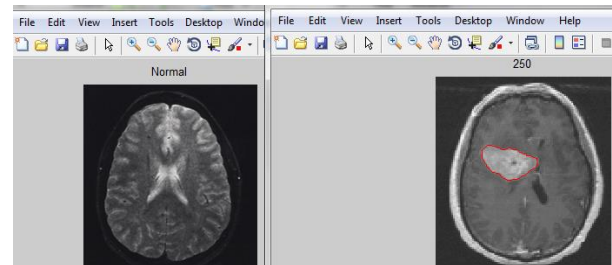 File Edit View Insert Tools Desktop Windo
Normal
File Edit View Insert Tools Desktop Window Help
250